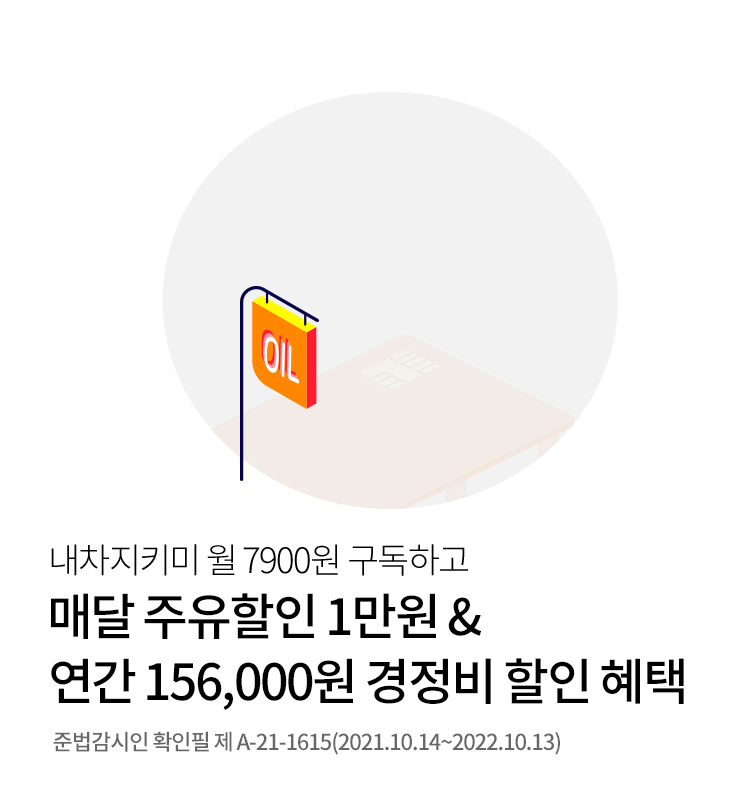 OIL
내차지키미 월 7900원 구독하고
매달 주유할인 1만원 &
연간 156,000원 경정비 할인 혜택
준법감시인 확인필 제 A-21-1615(2021.10.14~2022.10.13)